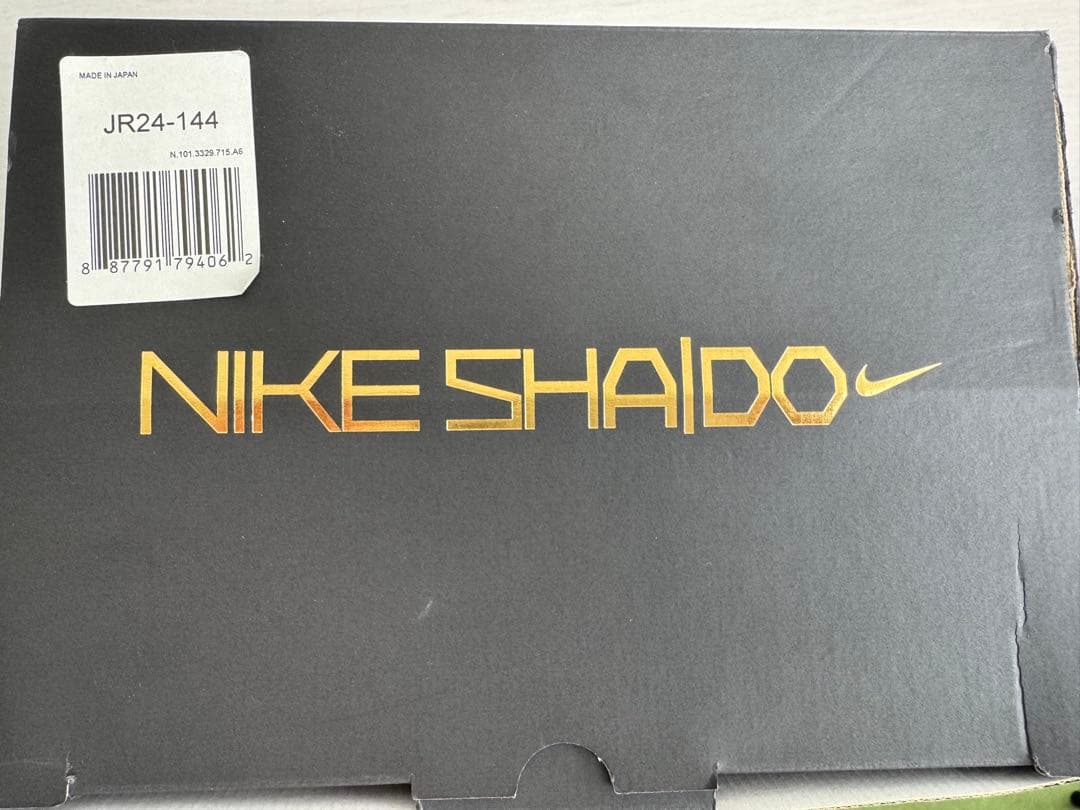 MADE IN JAPAN
JR24-144
N.101.3329.715.A6
8 87791 79406 2
NIKE SHAIDO